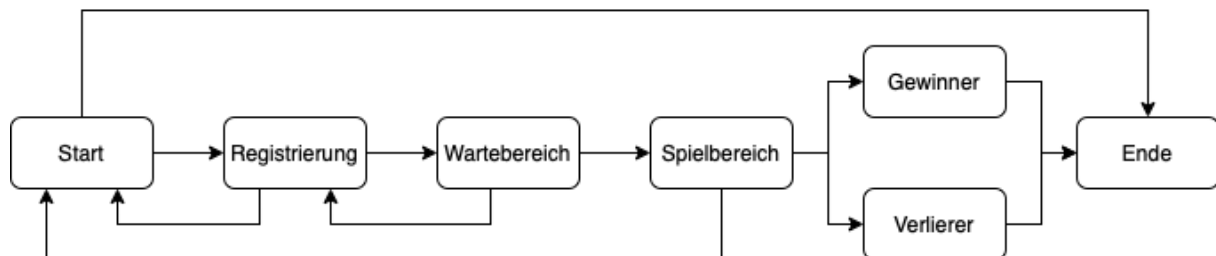 Start
Registrierung
Wartebereich
Spielbereich
Gewinner
Verlierer
Ende